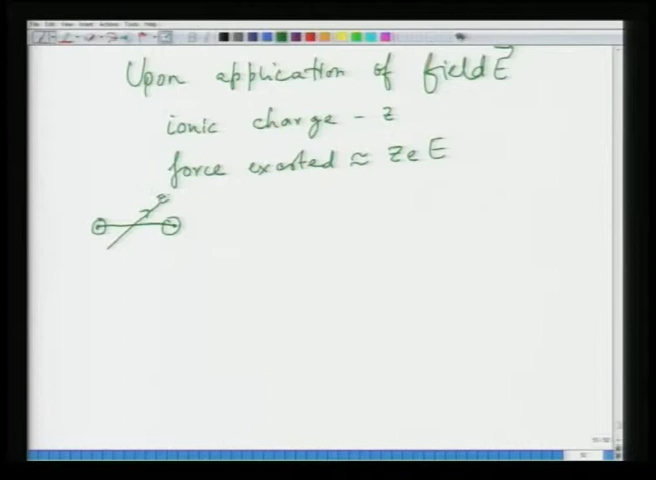 Upon application of field E⃗
ionic charge - z
force exerted ≈ zeE